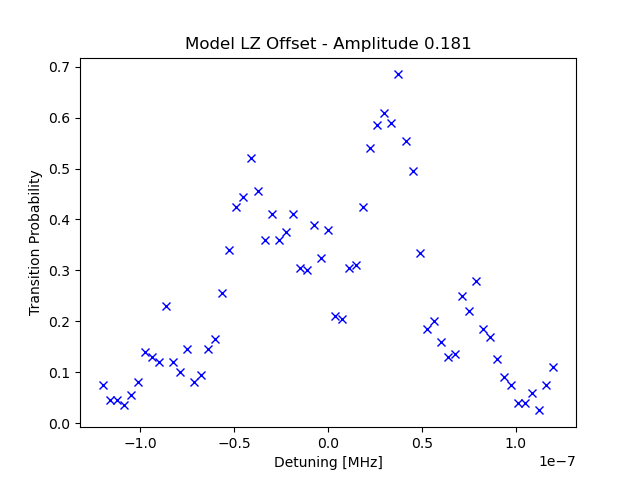 Model LZ Offset - Amplitude 0.181
Transition Probability
0.7
0.6
0.5
0.4
0.3
0.2
0.1
0.0
−1.0 −0.5 0.0 0.5 1.0
1e−7
Detuning [MHz]